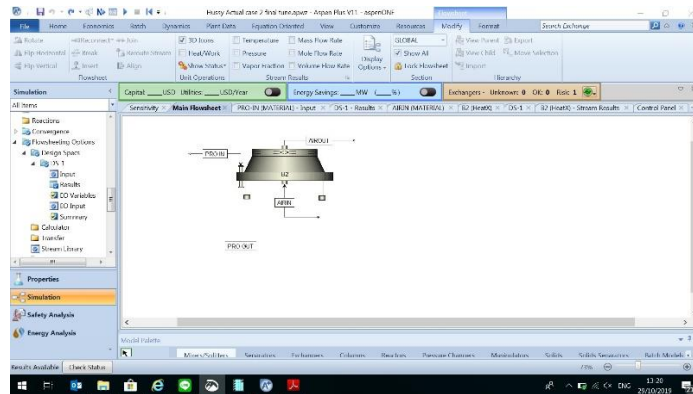 Hussy Actual case 2 final tune.apwz - Aspen Plus V11 - aspenONE
File Home Economics Batch Dynamics Plant Data Equation Oriented View Customize Resources Modify Format Search Exchange
Rotate Reconnect Join 3D Icons Temperature Mass Flow Rate GLOBAL View Parent Export
Flip Horizontal Break Reroute Stream Heat/Work Pressure Mole Flow Rate Show All View Child Move Selection
Flip Vertical Insert Align Show Status Vapor Fraction Volume Flow Rate Display Options Lock Flowsheet Import
Flowsheet Unit Operations Stream Results Section Hierarchy
Simulation Capital: USD Utilities: USD/Year Energy Savings: MW ( %) Exchangers - Unknown: 0 OK: 0 Risk: 1
All Items Sensitivity Main Flowsheet PRO-IN (MATERIAL) - Input DS-1 - Results AIRIN (MATERIAL) B2 (HeatX) DS-1 B2 (HeatX) - Stream Results Control Panel
Reactions
Convergence
Flowsheeting Options
Design Specs
DS-1
Input
Results
EO Variables
EO Input
Summary
Calculator
Transfer
Stream Library
AIROUT
PRO-IN
AIRIN
PRO OUT
Properties
Simulation
Safety Analysis
Energy Analysis
Model Palette
Mixers/Splitters Separators Exchangers Columns Reactors Pressure Changers Manipulators Solids Solids Separators Batch Models
Results Available Check Status
ENG 13:20
29/10/2019